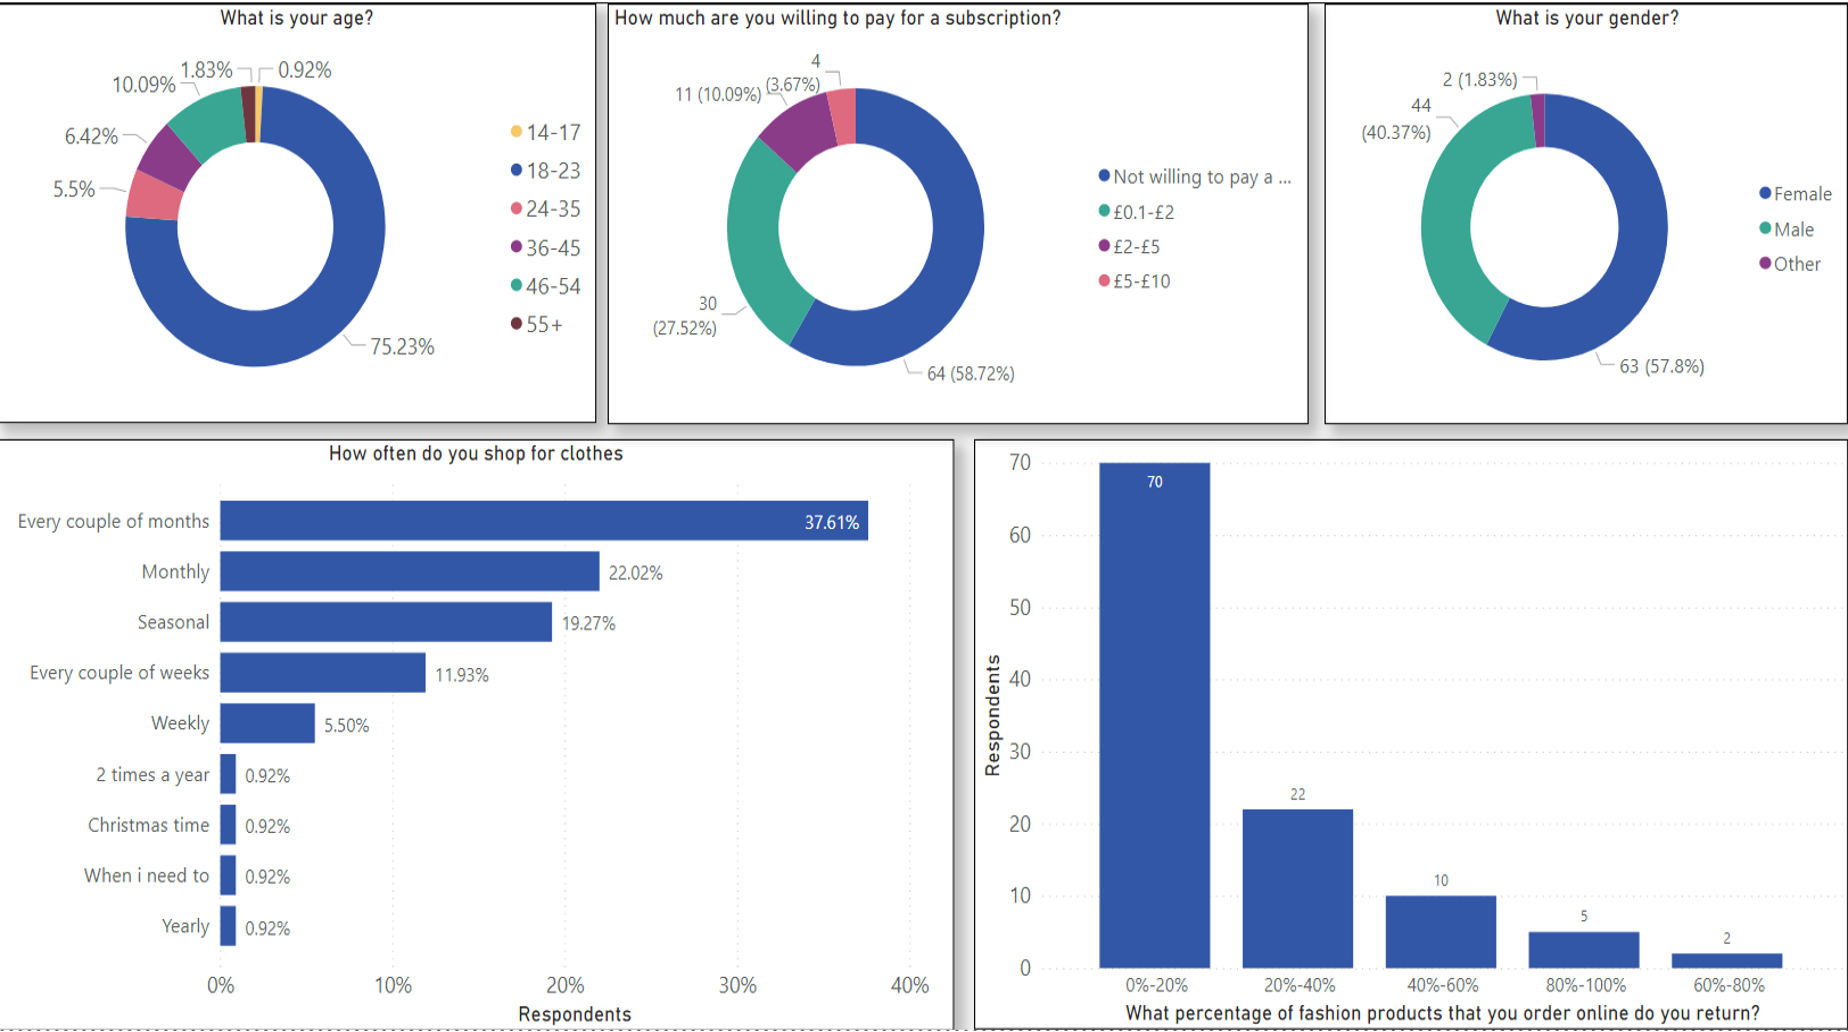 What is your age?
1.83%
0.92%
10.09%
6.42%
5.5%
75.23%
14-17
18-23
24-35
36-45
46-54
55+
How much are you willing to pay for a subscription?
4
(3.67%)
11 (10.09%)
30
(27.52%)
64 (58.72%)
Not willing to pay a ...
£0.1-£2
£2-£5
£5-£10
What is your gender?
2 (1.83%)
44
(40.37%)
63 (57.8%)
Female
Male
Other
How often do you shop for clothes
Every couple of months
37.61%
Monthly
22.02%
Seasonal
19.27%
Every couple of weeks
11.93%
Weekly
5.50%
2 times a year
0.92%
Christmas time
0.92%
When i need to
0.92%
Yearly
0.92%
0%
10%
20%
30%
40%
Respondents
70
60
50
40
30
20
10
0
Respondents
70
22
10
5
2
0%-20%
20%-40%
40%-60%
80%-100%
60%-80%
What percentage of fashion products that you order online do you return?